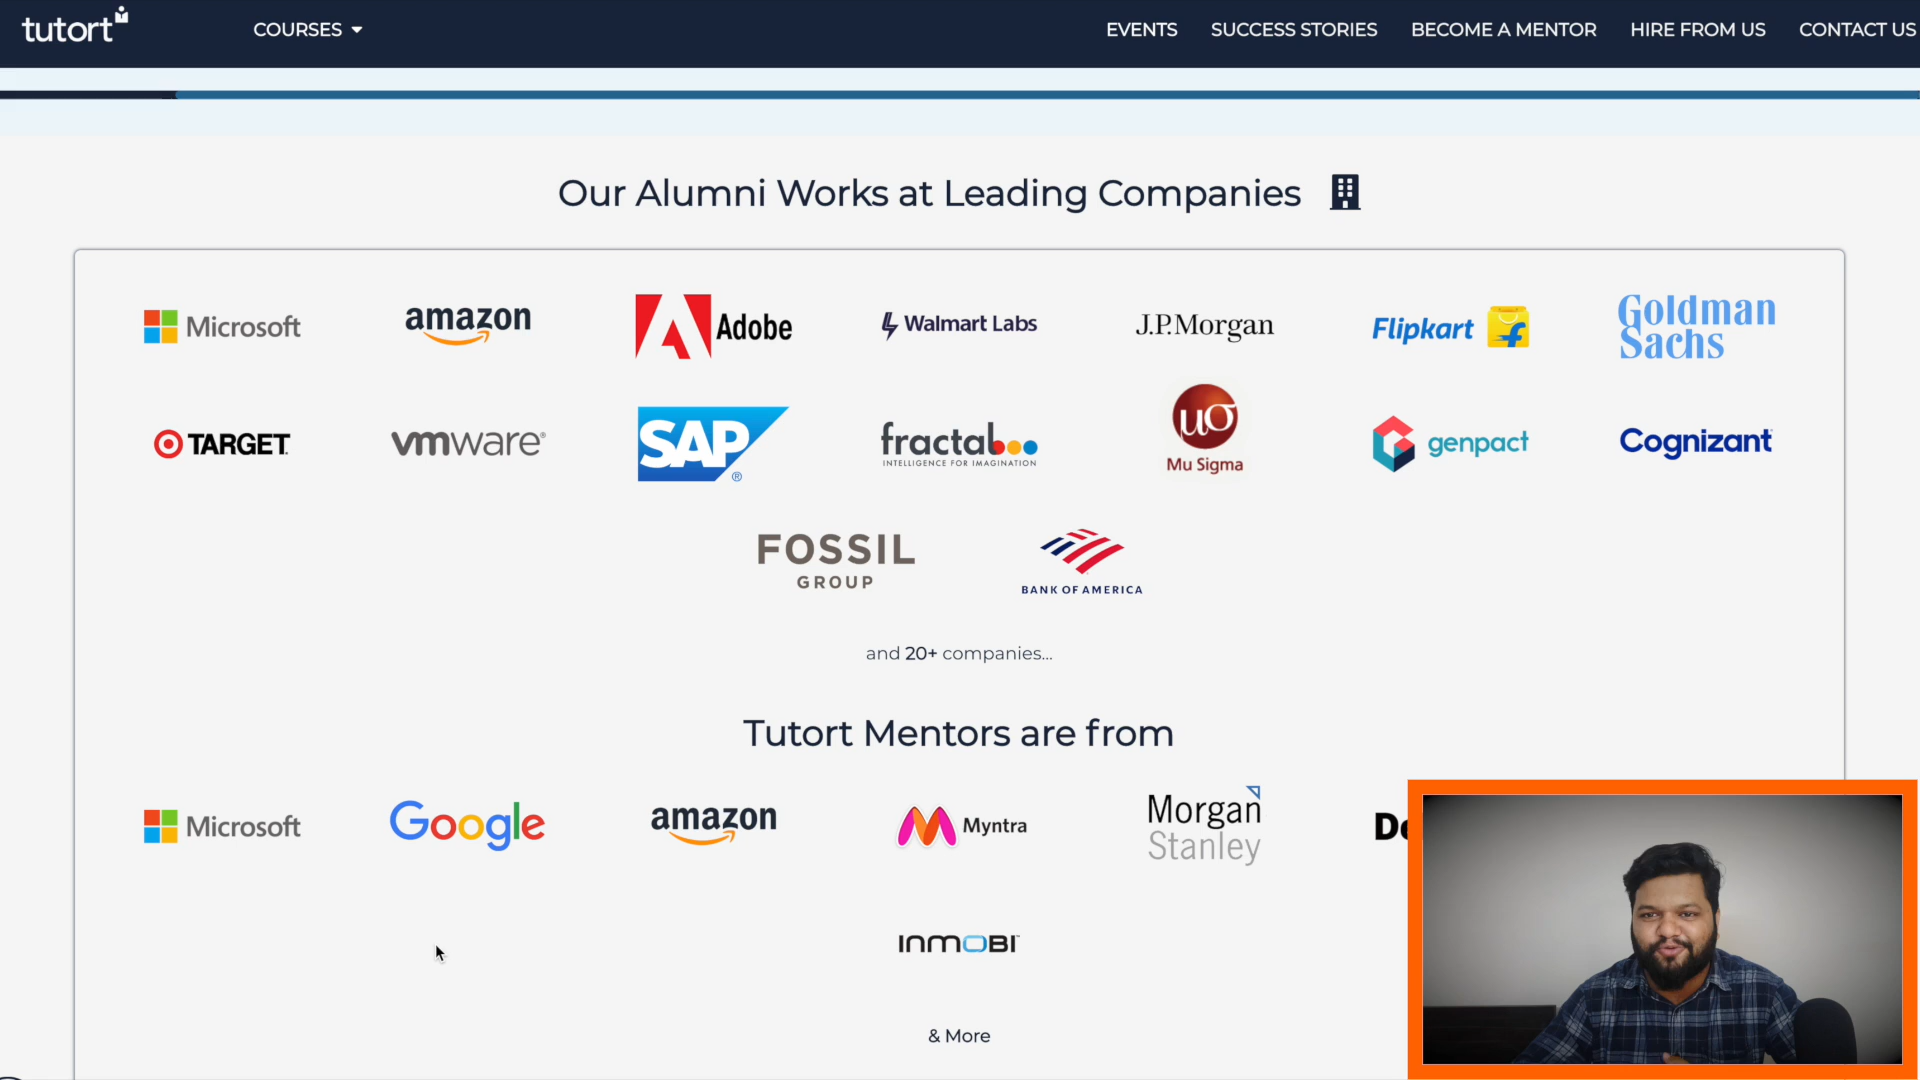 tutort
COURSES
EVENTS
SUCCESS STORIES
BECOME A MENTOR
HIRE FROM US
CONTACT US
Our Alumni Works at Leading Companies
Microsoft
amazon
Adobe
Walmart Labs
J.P.Morgan
Flipkart
Goldman
Sachs
TARGET
vmware®
SAP
®
fractal
INTELLIGENCE FOR IMAGINATION
Mu Sigma
genpact
Cognizant
FOSSIL
GROUP
BANK OF AMERICA
and 20+ companies...
Tutort Mentors are from
Microsoft
Google
amazon
Myntra
Morgan
Stanley
INMOBI
& More